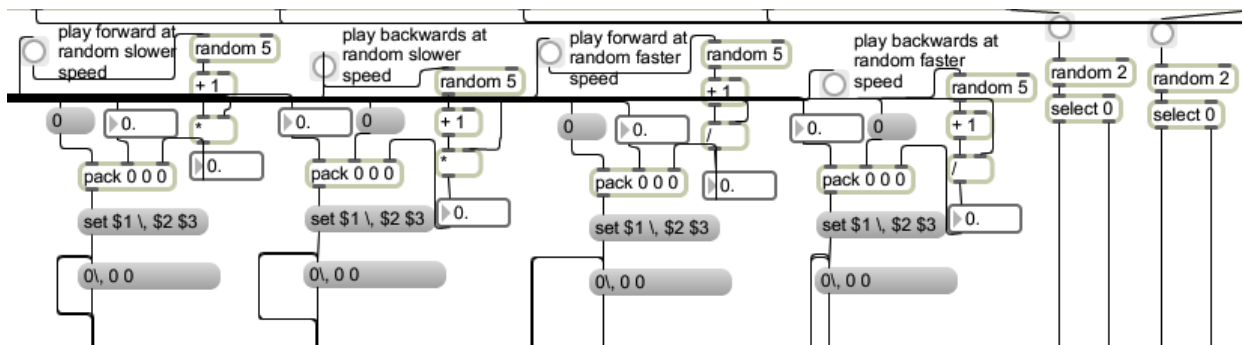 play forward at
random slower
speed
random 5
+ 1
*
0
0.
0.
pack 0 0 0
set $1 \, $2 $3
0\, 0 0
play backwards at
random slower
speed
random 5
+ 1
*
0.
0
0.
pack 0 0 0
set $1 \, $2 $3
0\, 0 0
play forward at
random faster
speed
random 5
+ 1
/
0
0.
0.
pack 0 0 0
set $1 \, $2 $3
0\, 0 0
play backwards at
random faster
speed
random 5
+ 1
/
0.
0
0.
pack 0 0 0
set $1 \, $2 $3
0\, 0 0
random 2
select 0
random 2
select 0